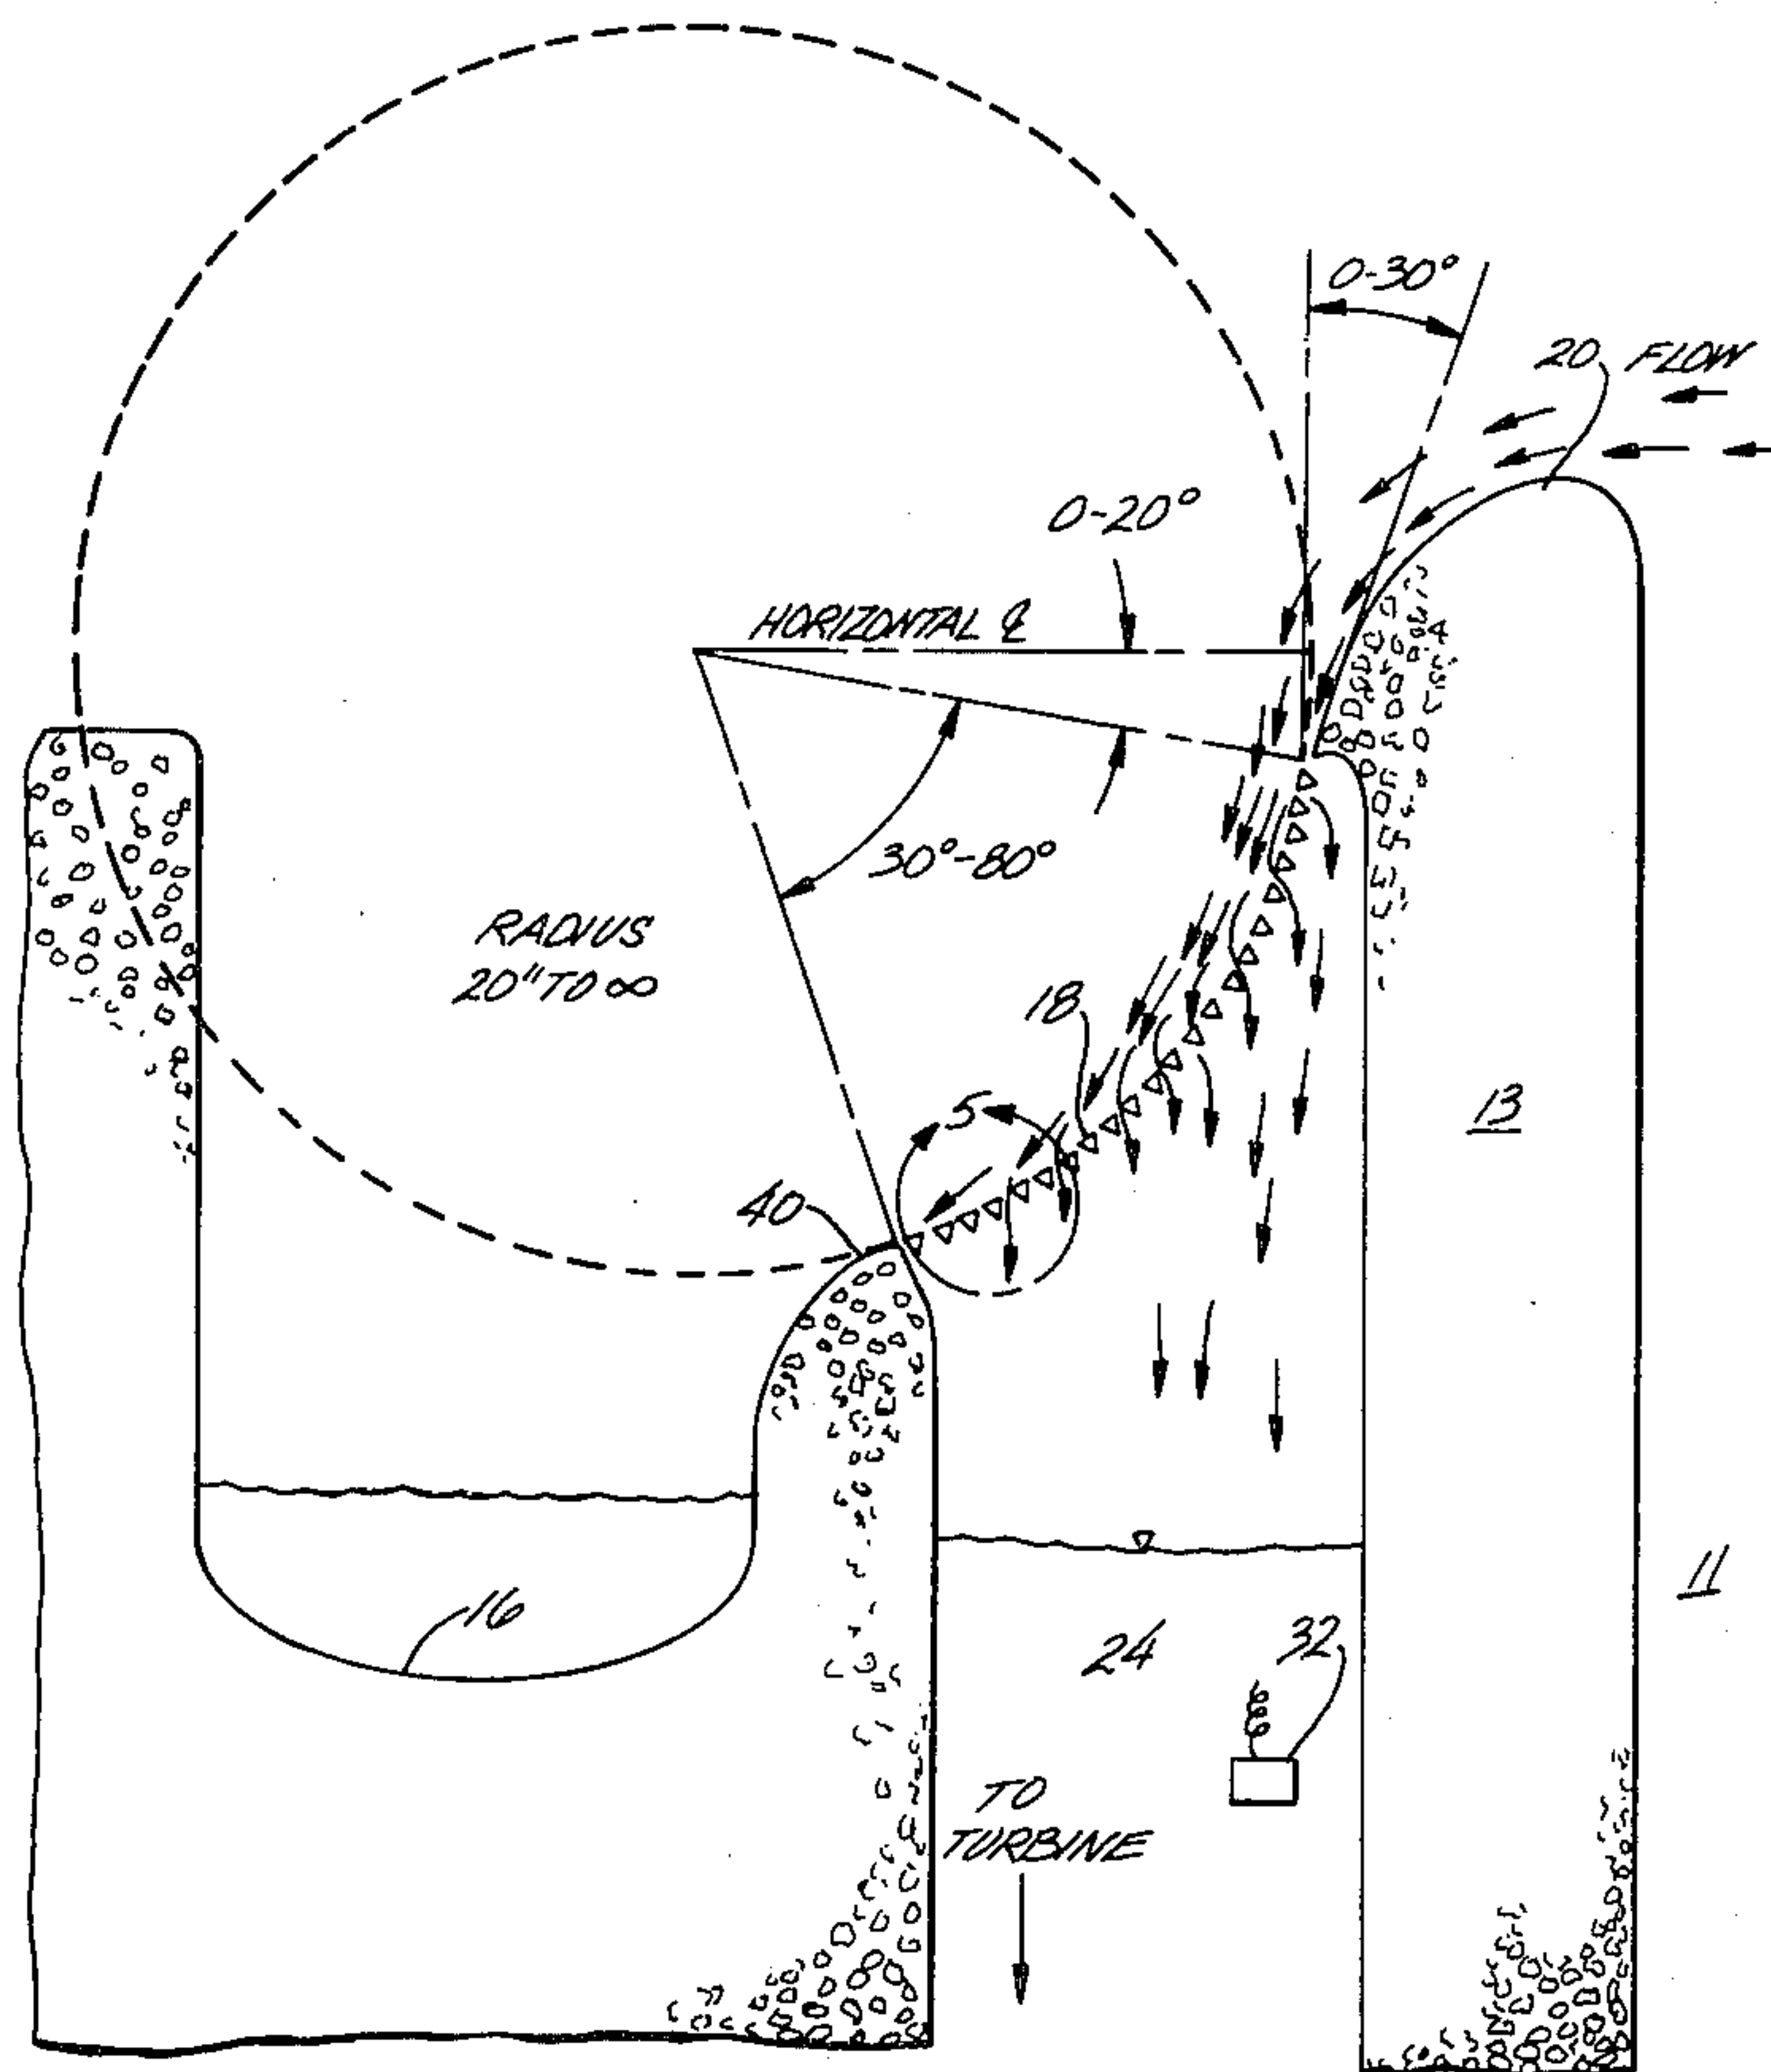 0-30°
20 FLOW
0-20°
HORIZONTAL ℄
30°-80°
RADIUS
20" TO ∞
18
5
13
40
11
16
24
32
TO
TURBINE